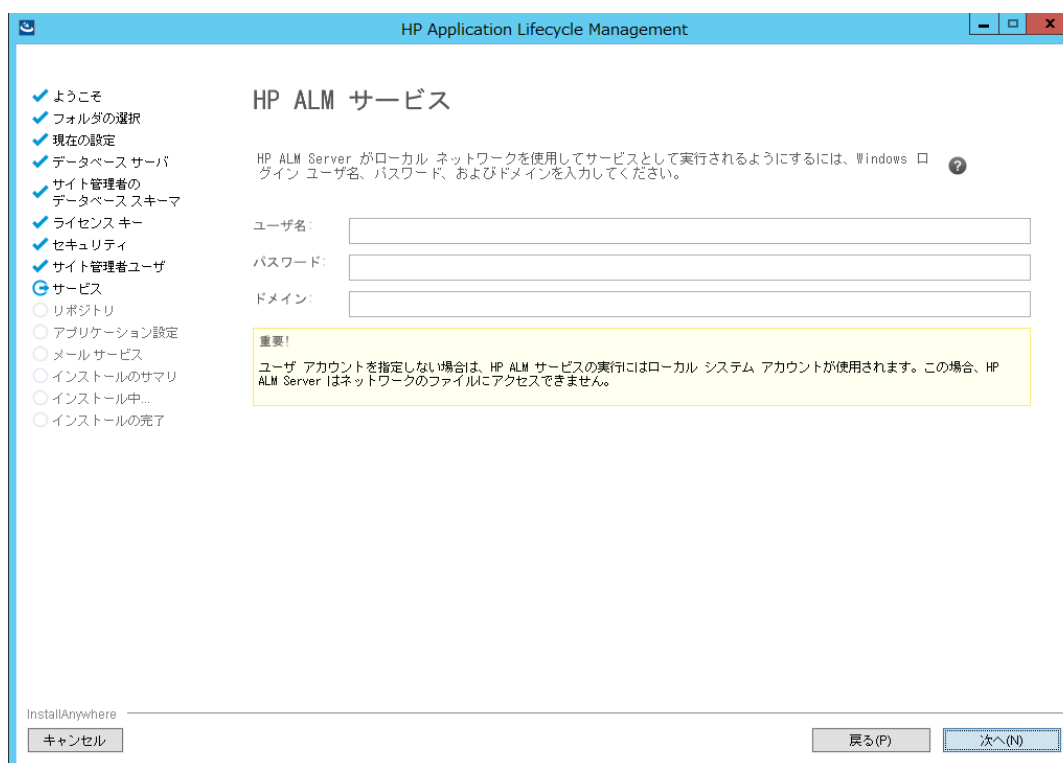 HP Application Lifecycle Management
ようこそ
フォルダの選択
現在の設定
データベース サーバ
サイト管理者の
データベース スキーマ
ライセンス キー
セキュリティ
サイト管理者ユーザ
サービス
リポジトリ
アプリケーション設定
メール サービス
インストールのサマリ
インストール中...
インストールの完了
HP ALM サービス
HP ALM Server がローカル ネットワークを使用してサービスとして実行されるようにするには、Windows ロ
グイン ユーザ名、パスワード、およびドメインを入力してください。
?
ユーザ名:
パスワード:
ドメイン:
重要!
ユーザ アカウントを指定しない場合は、HP ALM サービスの実行にはローカル システム アカウントが使用されます。この場合、HP
ALM Server はネットワークのファイルにアクセスできません。
InstallAnywhere
キャンセル
戻る(P)
次へ(N)